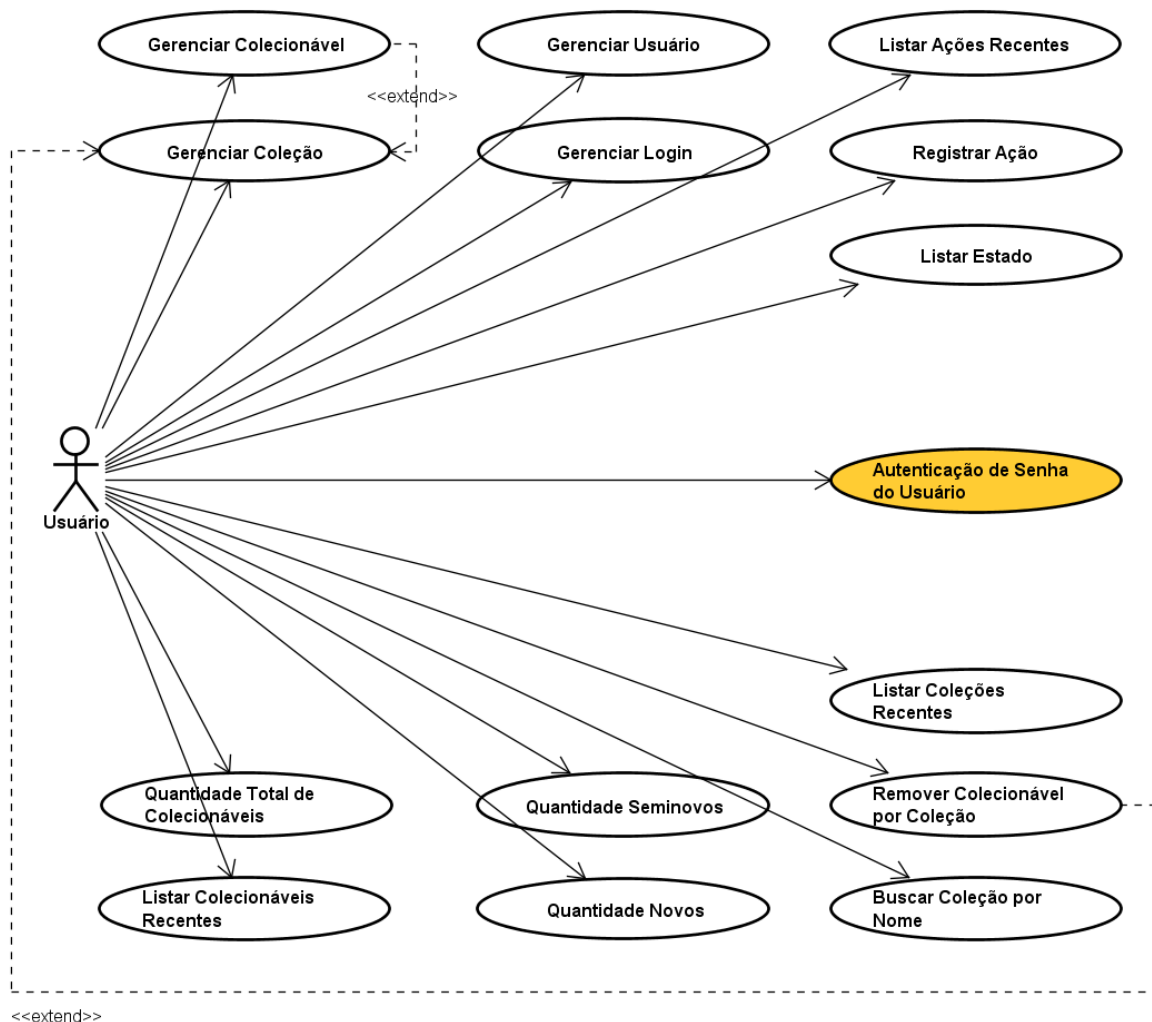 Gerenciar Colecionável
Gerenciar Usuário
Listar Ações Recentes
<<extend>>
Gerenciar Coleção
Gerenciar Login
Registrar Ação
Listar Estado
Autenticação de Senha
do Usuário
Usuário
Listar Coleções
Recentes
Quantidade Total de
Colecionáveis
Quantidade Seminovos
Remover Colecionável
por Coleção
Listar Colecionáveis
Recentes
Quantidade Novos
Buscar Coleção por
Nome
<<extend>>